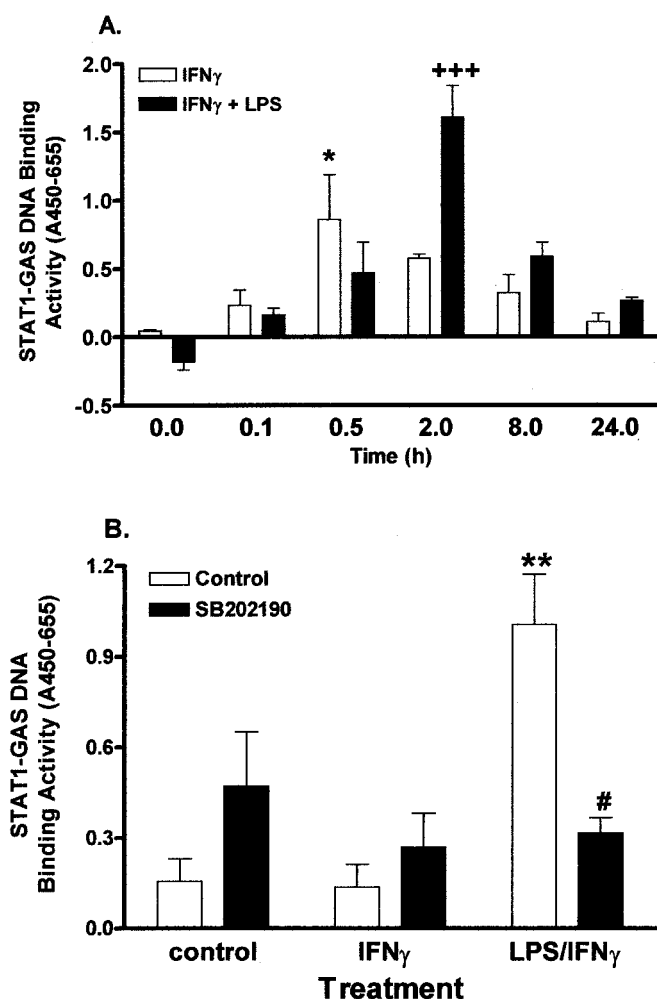 A.
STAT1-GAS DNA Binding
Activity (A450-655)
2.0
1.5
1.0
0.5
0.0
-0.5
IFNγ
IFNγ + LPS
*
+++
0.0 0.1 0.5 2.0 8.0 24.0
Time (h)
B.
STAT1-GAS DNA
Binding Activity (A450-655)
1.2
0.9
0.6
0.3
0.0
Control
SB202190
**
#
control IFNγ LPS/IFNγ
Treatment